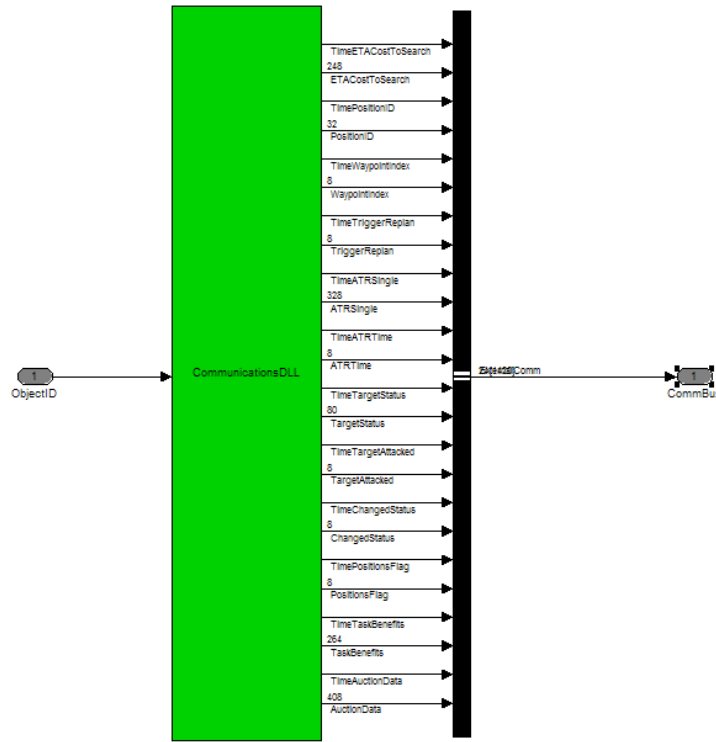 TimeETACostToSearch
248
ETACostToSearch
TimePositionID
32
PositionID
TimeWaypointIndex
8
WaypointIndex
TimeTriggerReplan
8
TriggerReplan
TimeATRSingle
328
ATRSingle
TimeATRTime
8
ATRTime
1
ObjectID
CommunicationsDLL
1
CommBu
TimeTargetStatus
80
TargetStatus
TimeTargetAttacked
8
TargetAttacked
TimeChangedStatus
8
ChangedStatus
TimePositionsFlag
8
PositionsFlag
TimeTaskBenefits
264
TaskBenefits
TimeAuctionData
408
AuctionData